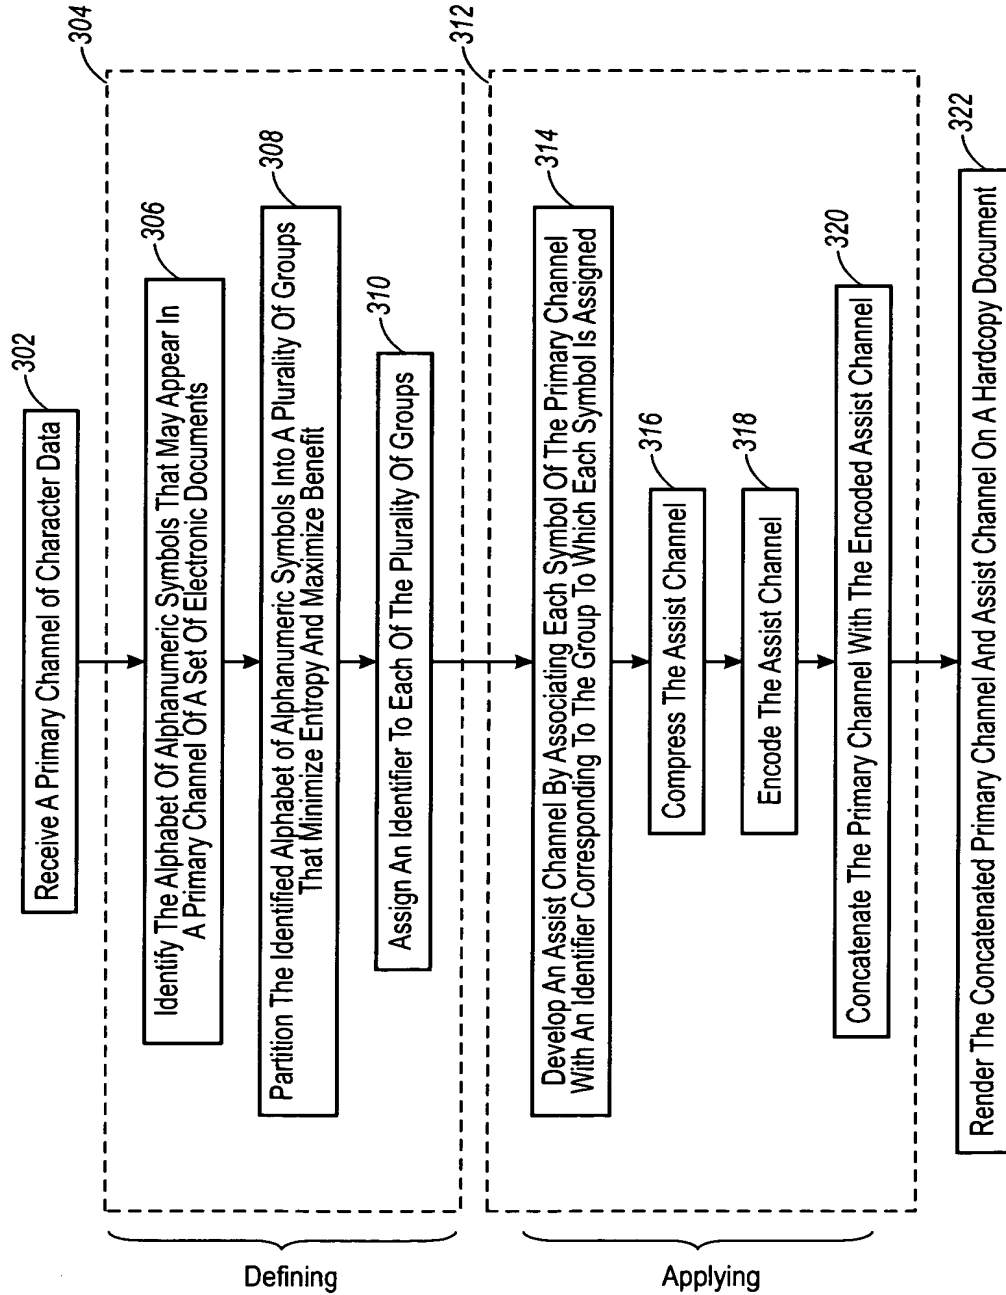 302
Receive A Primary Channel of Character Data
304
Defining
306
Identify The Alphabet Of Alphanumeric Symbols That May Appear In
A Primary Channel Of A Set Of Electronic Documents
308
Partition The Identified Alphabet of Alphanumeric Symbols Into A Plurality Of Groups
That Minimize Entropy And Maximize Benefit
310
Assign An Identifier To Each Of The Plurality Of Groups
312
Applying
314
Develop An Assist Channel By Associating Each Symbol Of The Primary Channel
With An Identifier Corresponding To The Group To Which Each Symbol Is Assigned
316
Compress The Assist Channel
318
Encode The Assist Channel
320
Concatenate The Primary Channel With The Encoded Assist Channel
322
Render The Concatenated Primary Channel And Assist Channel On A Hardcopy Document